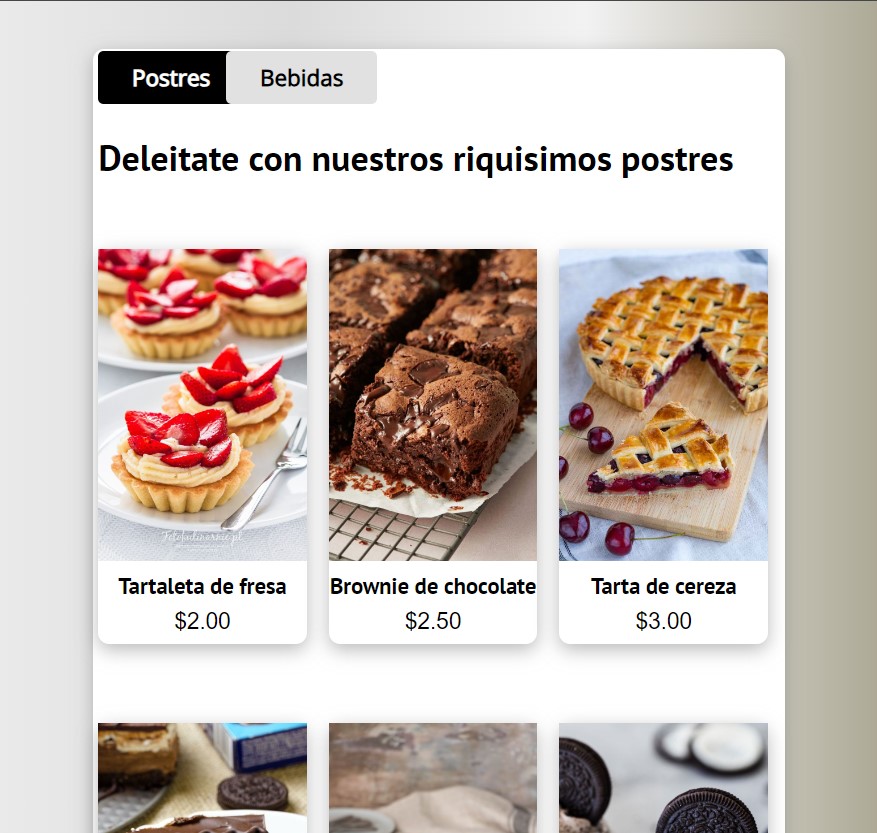 Postres Bebidas
Deleitate con nuestros riquisimos postres
Tartaleta de fresa Brownie de chocolate Tarta de cereza
$2.00 $2.50 $3.00